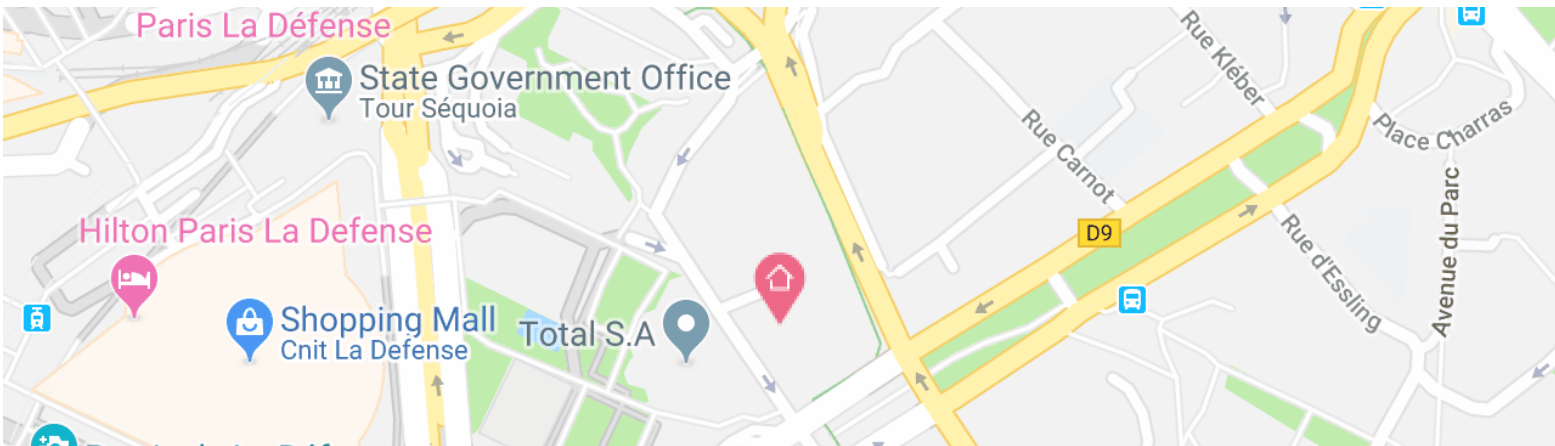 Paris La Défense
State Government Office
Tour Séquoia
Rue Kléber
Place Charras
Rue Carnot
Avenue du Parc
Hilton Paris La Defense
D9
Rue d'Essling
Shopping Mall
Cnit La Defense
Total S.A